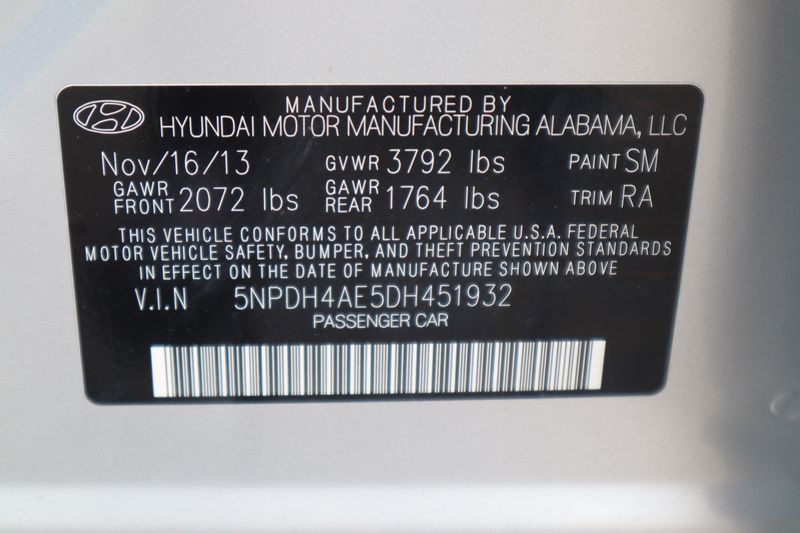 MANUFACTURED BY
HYUNDAI MOTOR MANUFACTURING ALABAMA, LLC
Nov/16/13 GVWR 3792 lbs PAINT SM
GAWR FRONT 2072 lbs GAWR REAR 1764 lbs TRIM RA
THIS VEHICLE CONFORMS TO ALL APPLICABLE U.S.A. FEDERAL
MOTOR VEHICLE SAFETY, BUMPER, AND THEFT PREVENTION STANDARDS
IN EFFECT ON THE DATE OF MANUFACTURE SHOWN ABOVE
V.I.N 5NPDH4AE5DH451932
PASSENGER CAR